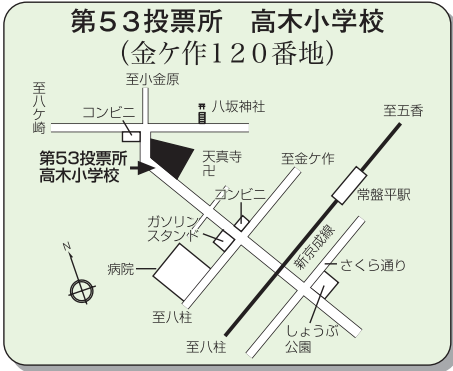 第53投票所　高木小学校
（金ケ作120番地）
至小金原
至八ケ崎
コンビニ
八坂神社
至五香
第53投票所
高木小学校
天真寺
卍
至金ケ作
常盤平駅
コンビニ
ガソリン
スタンド
新京成線
さくら通り
N
病院
至八柱
至八柱
しょうぶ
公園